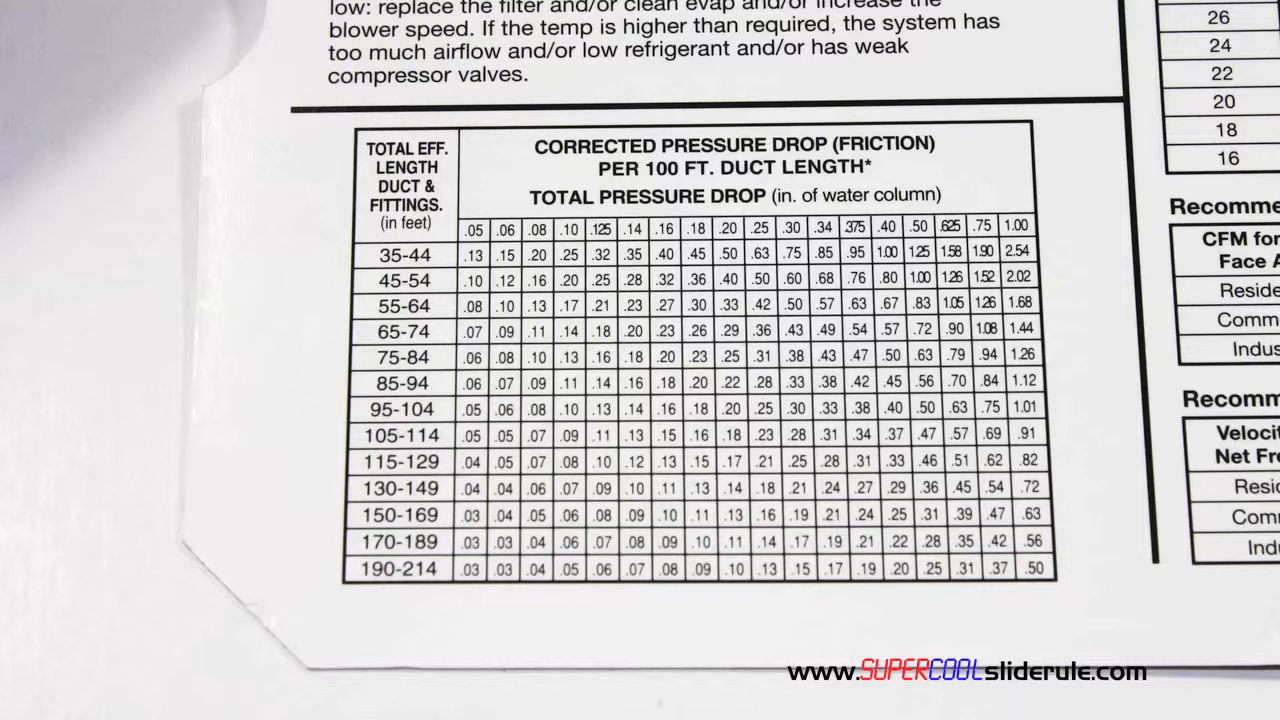 low: replace the filter and/or clean evap and/or increase the
blower speed. If the temp is higher than required, the system has
too much airflow and/or low refrigerant and/or has weak
compressor valves.
TOTAL EFF.
LENGTH
DUCT &
FITTINGS.
(in feet)
CORRECTED PRESSURE DROP (FRICTION)
PER 100 FT. DUCT LENGTH*
TOTAL PRESSURE DROP (in. of water column)
.05 .06 .08 .10 .125 .14 .16 .18 .20 .25 .30 .34 .375 .40 .50 .625 .75 1.00
35-44 .13 .15 .20 .25 .32 .35 .40 .45 .50 .63 .75 .85 .95 1.00 1.25 1.58 1.90 2.54
45-54 .10 .12 .16 .20 .25 .28 .32 .36 .40 .50 .60 .68 .76 .80 1.00 1.26 1.52 2.02
55-64 .08 .10 .13 .17 .21 .23 .27 .30 .33 .42 .50 .57 .63 .67 .83 1.05 1.26 1.68
65-74 .07 .09 .11 .14 .18 .20 .23 .26 .29 .36 .43 .49 .54 .57 .72 .90 1.08 1.44
75-84 .06 .08 .10 .13 .16 .18 .20 .23 .25 .31 .38 .43 .47 .50 .63 .79 .94 1.26
85-94 .06 .07 .09 .11 .14 .16 .18 .20 .22 .28 .33 .38 .42 .45 .56 .70 .84 1.12
95-104 .05 .06 .08 .10 .13 .14 .16 .18 .20 .25 .30 .33 .38 .40 .50 .63 .75 1.01
105-114 .05 .05 .07 .09 .11 .13 .15 .16 .18 .23 .28 .31 .34 .37 .47 .57 .69 .91
115-129 .04 .05 .07 .08 .10 .12 .13 .15 .17 .21 .25 .28 .31 .33 .46 .51 .62 .82
130-149 .04 .04 .06 .07 .09 .10 .11 .13 .14 .18 .21 .24 .27 .29 .36 .45 .54 .72
150-169 .03 .04 .05 .06 .08 .09 .10 .11 .13 .16 .19 .21 .24 .25 .31 .39 .47 .63
170-189 .03 .03 .04 .06 .07 .08 .09 .10 .11 .14 .17 .19 .21 .22 .28 .35 .42 .56
190-214 .03 .03 .04 .05 .06 .07 .08 .09 .10 .13 .15 .17 .19 .20 .25 .31 .37 .50
26
24
22
20
18
16
Recomme
CFM for
Face A
Reside
Comm
Indus
Recomm
Velocit
Net Fre
Resid
Comm
Indu
www.SUPERCOOLsliderule.com